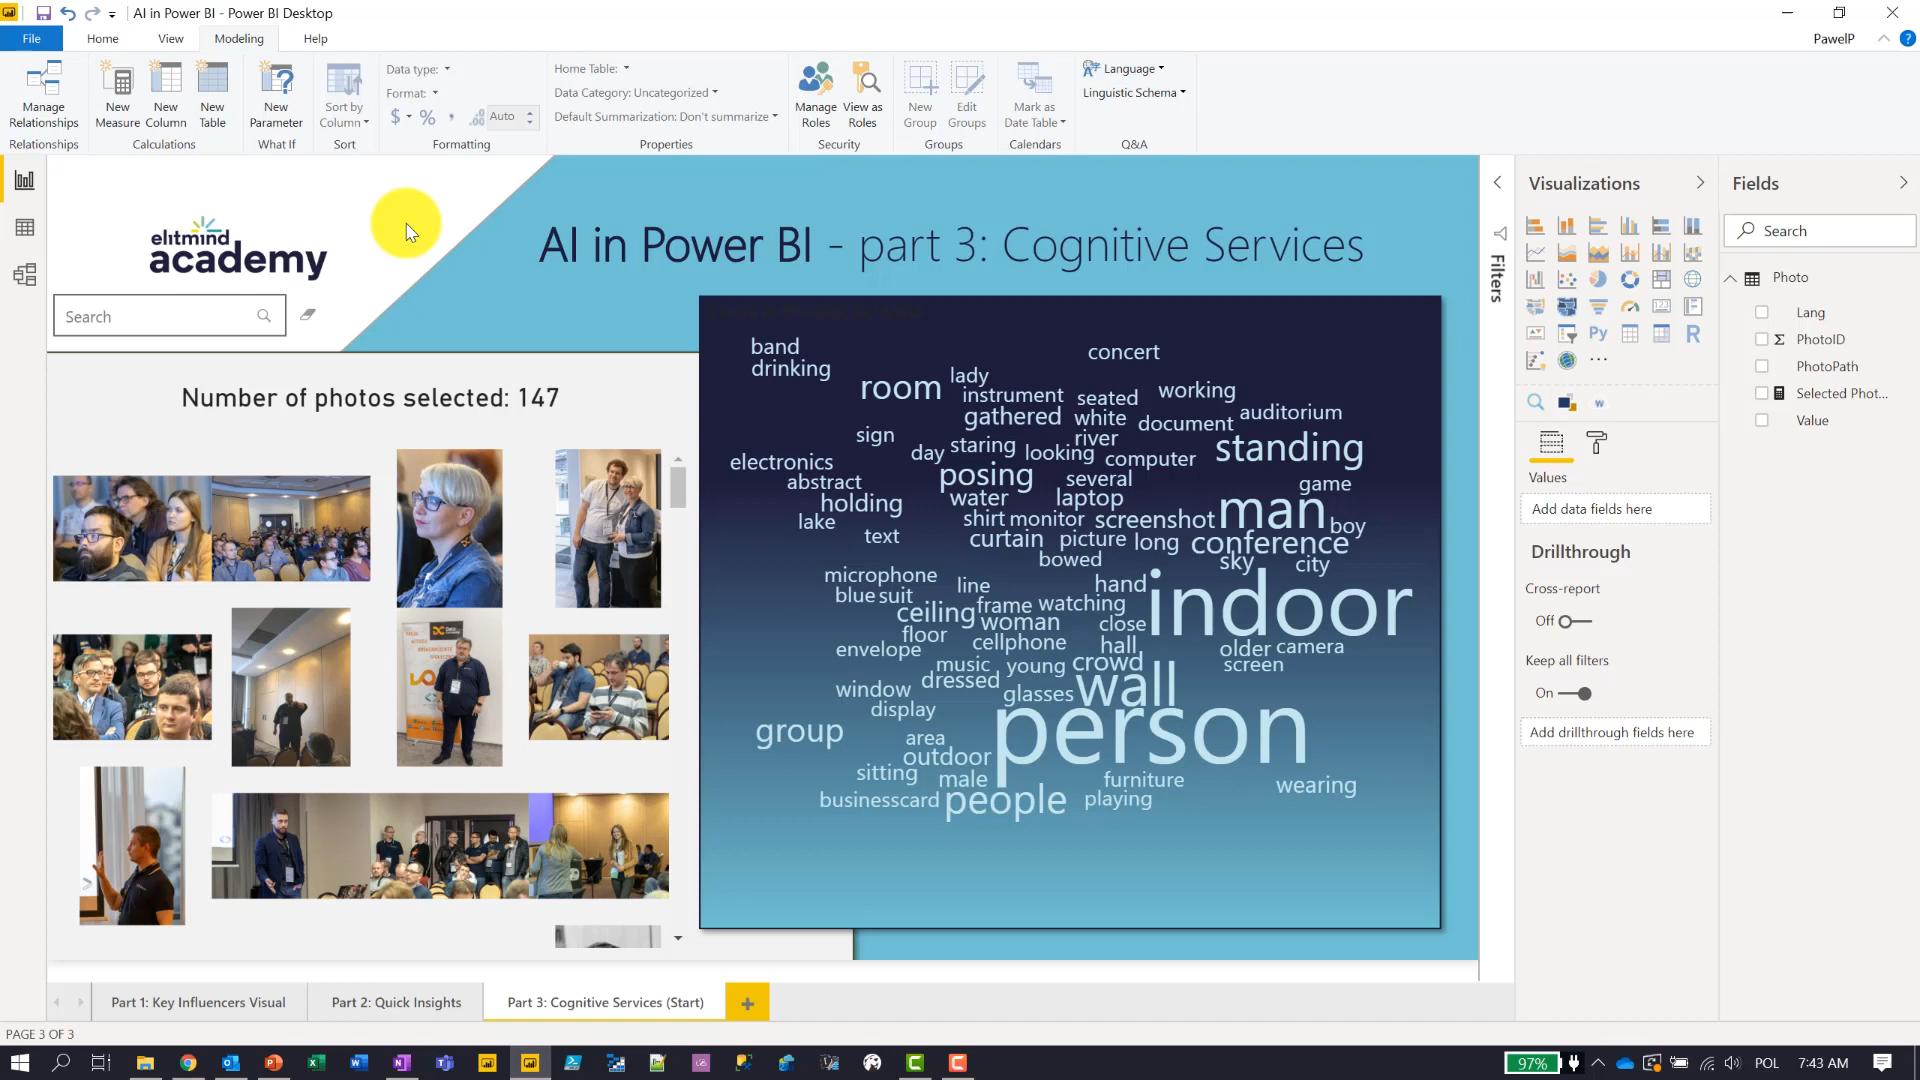 AI in Power BI - Power BI Desktop
File
Home
View
Modeling
Help
PawelP
Manage Relationships
New Measure
New Column
New Table
New Parameter
Sort by Column
Data type:
Format:
$ %
Auto
Home Table:
Data Category: Uncategorized
Default Summarization: Don't summarize
Manage Roles
View as Roles
New Group
Edit Groups
Mark as Date Table
Language
Linguistic Schema
Relationships
Calculations
What If
Sort
Formatting
Properties
Security
Groups
Calendars
Q&A
elitmind
academy
AI in Power BI - part 3: Cognitive Services
Search
Number of photos selected: 147
band
concert
drinking
room
lady
instrument
seated
working
gathered
white
document
auditorium
sign
day
staring
looking
river
standing
electronics
abstract
posing
computer
several
game
holding
water
laptop
lake
text
shirt
monitor
screenshot
man
boy
curtain
picture
long
conference
bowed
sky
city
microphone
line
hand
indoor
blue
suit
ceiling
frame
watching
woman
close
floor
cellphone
hall
older
camera
envelope
music
young
crowd
screen
window
dressed
glasses
wall
display
group
area
person
outdoor
sitting
male
furniture
wearing
businesscard
people
playing
Filters
Visualizations
Py
R
Values
Add data fields here
Drillthrough
Cross-report
Off
Keep all filters
On
Add drillthrough fields here
Fields
Search
Photo
Lang
PhotoID
PhotoPath
Selected Phot...
Value
Part 1: Key Influencers Visual
Part 2: Quick Insights
Part 3: Cognitive Services (Start)
PAGE 3 OF 3
97%
POL
7:43 AM